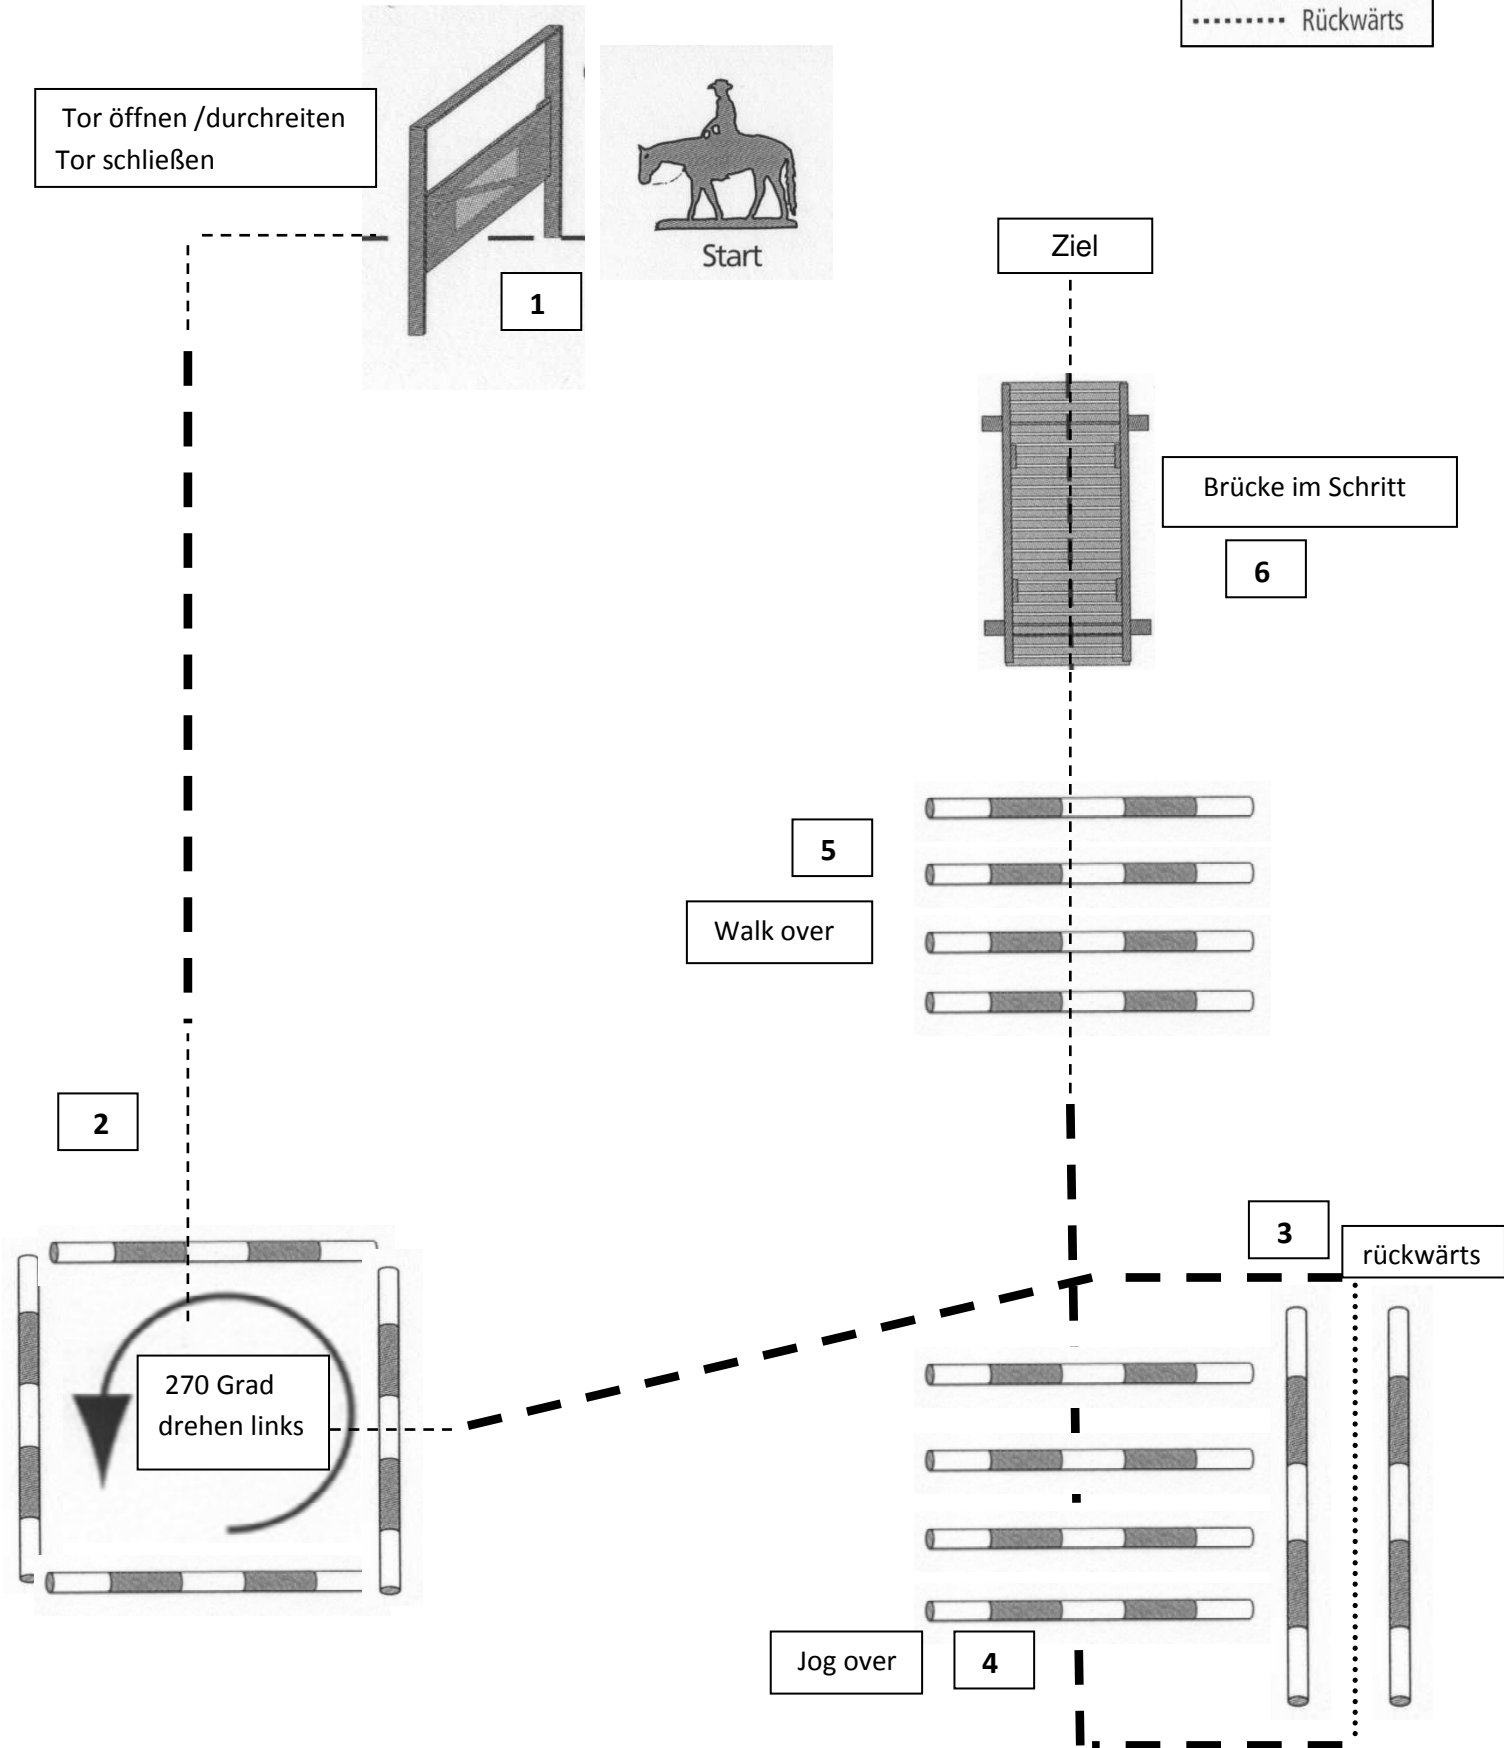 Rückwärts
Tor öffnen /durchreiten
Tor schließen
Start
1
Ziel
Brücke im Schritt
6
5
Walk over
2
3
rückwärts
270 Grad
drehen links
Jog over
4